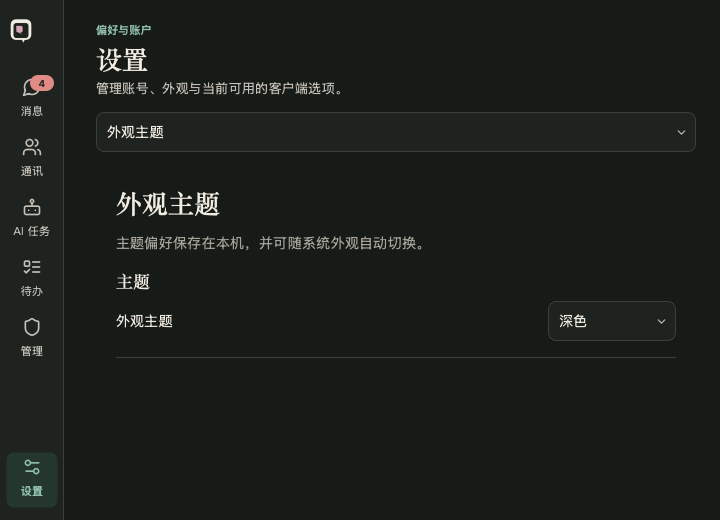 4
消息
通讯
AI 任务
待办
管理
设置
偏好与账户
设置
管理账号、外观与当前可用的客户端选项。
外观主题
外观主题
主题偏好保存在本机，并可随系统外观自动切换。
主题
外观主题
深色